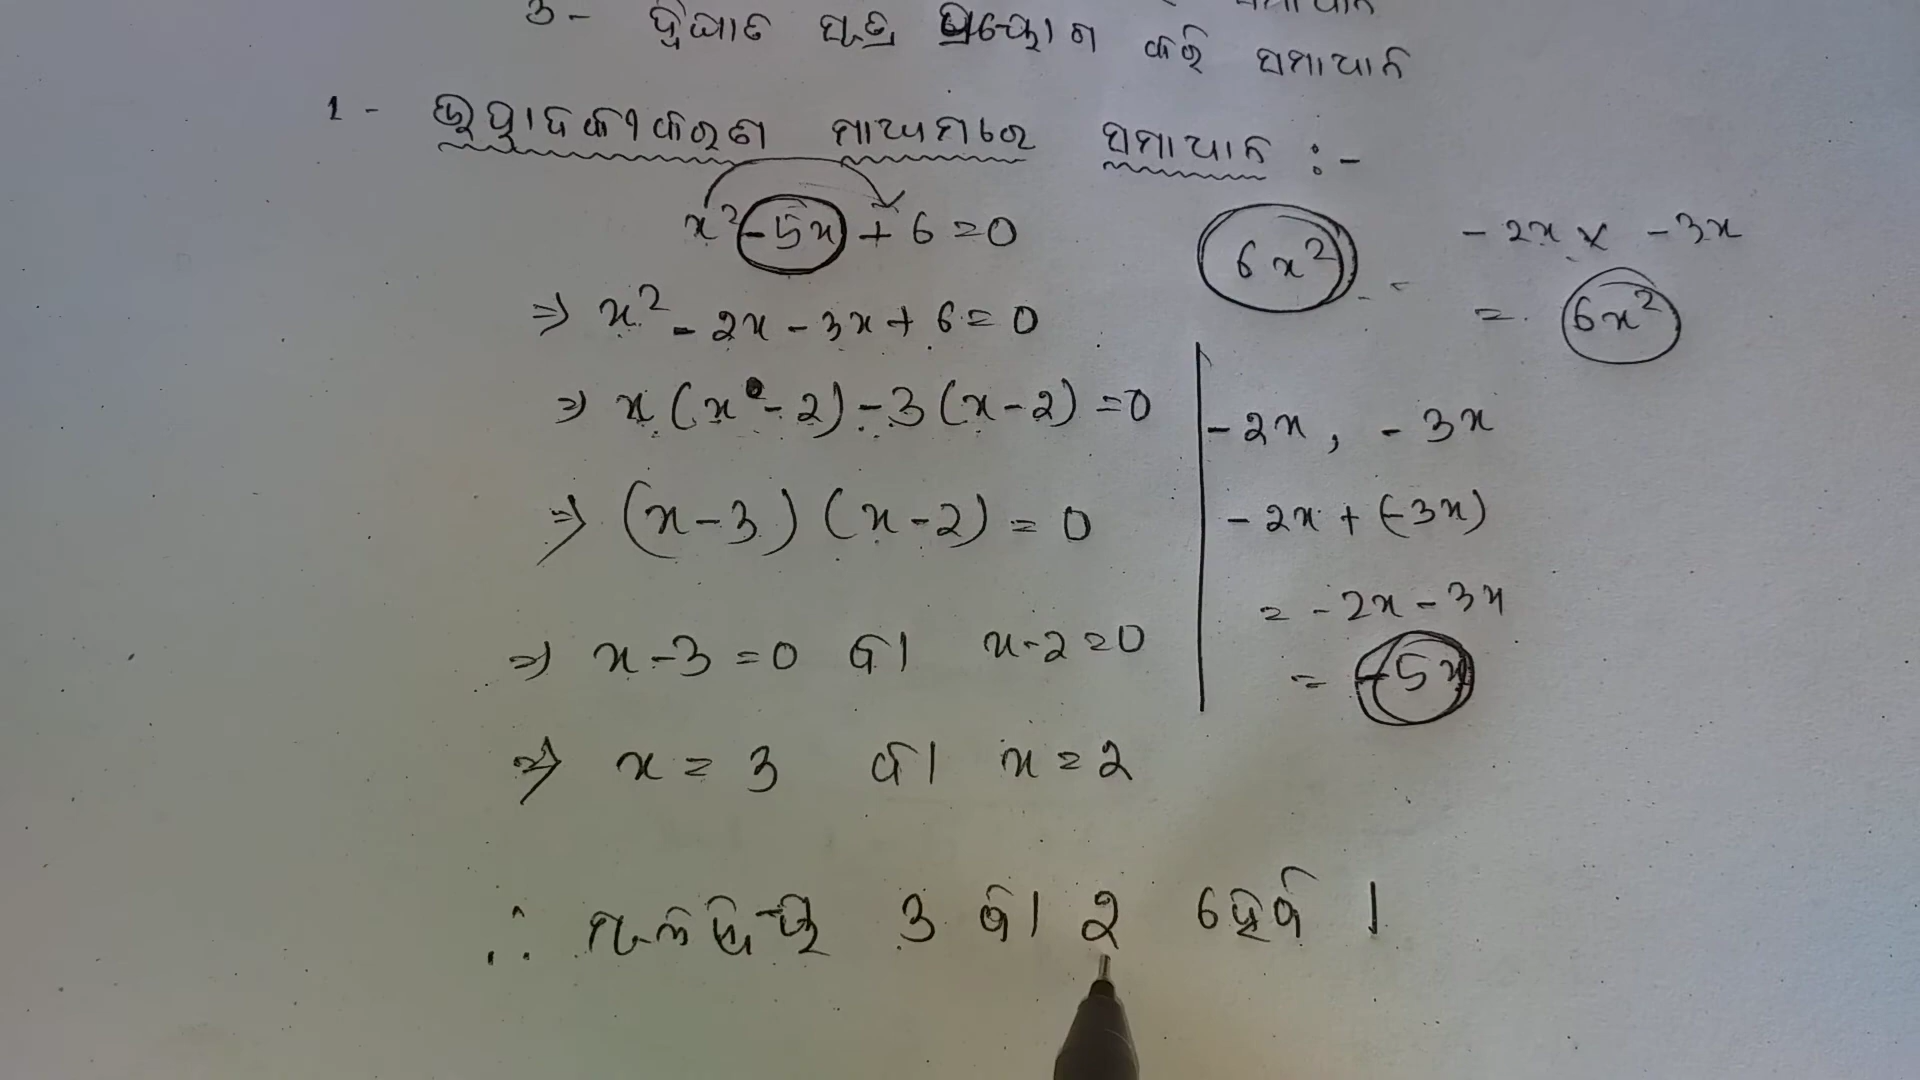 3- ଦ୍ଵିଘାତ ସୂତ୍ର ପ୍ରୟୋଗ କରି ସମାଧାନ
1- ଉତ୍ପାଦକୀକରଣ ମାଧ୍ୟମରେ ସମାଧାନ :-
x² - 5x + 6 = 0
6x²
- 2x × - 3x
= 6x²
⇒ x² - 2x - 3x + 6 = 0
⇒ x (x - 2) - 3 (x - 2) = 0
- 2x, - 3x
⇒ (x - 3) (x - 2) = 0
- 2x + (-3x)
= - 2x - 3x
⇒ x - 3 = 0 ବା x - 2 = 0
= -5x
⇒ x = 3 ବା x = 2
∴ ମୂଳଦ୍ୱୟ 3 ବା 2 ହେବ ।